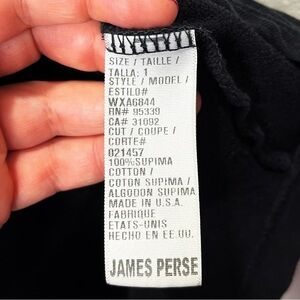 SIZE / TAILLE /
TALLA: 1
STYLE / MODEL /
ESTILO#
WXA6844
RN# 95339
CA# 31092
CUT / COUPE /
CORTE#
021457
100%SUPIMA
COTTON /
COTON SUPIMA /
ALGODON SUPIMA
MADE IN U.S.A.
FABRIQUE
ETATS-UNIS
HECHO EN EE.UU.
JAMES PERSE